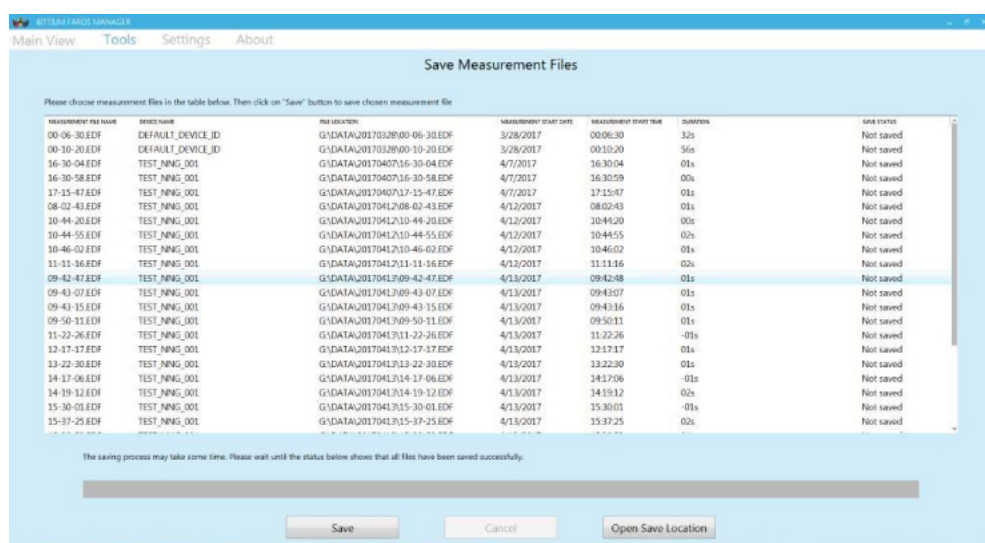 BITTIUM FAROS MANAGER
Main View Tools Settings About
Save Measurement Files
Please choose measurement files in the table below. Then click on "Save" button to save chosen measurement file
MEASUREMENT FILE NAME DEVICE NAME FILE LOCATION MEASUREMENT START DATE MEASUREMENT START TIME DURATION SAVE STATUS
00-06-30.EDF DEFAULT_DEVICE_ID G:\DATA\20170328\00-06-30.EDF 3/28/2017 00:06:30 32s Not saved
00-10-20.EDF DEFAULT_DEVICE_ID G:\DATA\20170328\00-10-20.EDF 3/28/2017 00:10:20 56s Not saved
16-30-04.EDF TEST_NNG_001 G:\DATA\20170407\16-30-04.EDF 4/7/2017 16:30:04 01s Not saved
16-30-58.EDF TEST_NNG_001 G:\DATA\20170407\16-30-58.EDF 4/7/2017 16:30:59 00s Not saved
17-15-47.EDF TEST_NNG_001 G:\DATA\20170407\17-15-47.EDF 4/7/2017 17:15:47 01s Not saved
08-02-43.EDF TEST_NNG_001 G:\DATA\20170412\08-02-43.EDF 4/12/2017 08:02:43 01s Not saved
10-44-20.EDF TEST_NNG_001 G:\DATA\20170412\10-44-20.EDF 4/12/2017 10:44:20 00s Not saved
10-44-55.EDF TEST_NNG_001 G:\DATA\20170412\10-44-55.EDF 4/12/2017 10:44:55 02s Not saved
10-46-02.EDF TEST_NNG_001 G:\DATA\20170412\10-46-02.EDF 4/12/2017 10:46:02 01s Not saved
11-11-16.EDF TEST_NNG_001 G:\DATA\20170412\11-11-16.EDF 4/12/2017 11:11:16 02s Not saved
09-42-47.EDF TEST_NNG_001 G:\DATA\20170413\09-42-47.EDF 4/13/2017 09:42:48 01s Not saved
09-43-07.EDF TEST_NNG_001 G:\DATA\20170413\09-43-07.EDF 4/13/2017 09:43:07 01s Not saved
09-43-15.EDF TEST_NNG_001 G:\DATA\20170413\09-43-15.EDF 4/13/2017 09:43:16 01s Not saved
09-50-11.EDF TEST_NNG_001 G:\DATA\20170413\09-50-11.EDF 4/13/2017 09:50:11 01s Not saved
11-22-26.EDF TEST_NNG_001 G:\DATA\20170413\11-22-26.EDF 4/13/2017 11:22:26 -01s Not saved
12-17-17.EDF TEST_NNG_001 G:\DATA\20170413\12-17-17.EDF 4/13/2017 12:17:17 01s Not saved
13-22-30.EDF TEST_NNG_001 G:\DATA\20170413\13-22-30.EDF 4/13/2017 13:22:30 01s Not saved
14-17-06.EDF TEST_NNG_001 G:\DATA\20170413\14-17-06.EDF 4/13/2017 14:17:06 -01s Not saved
14-19-12.EDF TEST_NNG_001 G:\DATA\20170413\14-19-12.EDF 4/13/2017 14:19:12 02s Not saved
15-30-01.EDF TEST_NNG_001 G:\DATA\20170413\15-30-01.EDF 4/13/2017 15:30:01 -01s Not saved
15-37-25.EDF TEST_NNG_001 G:\DATA\20170413\15-37-25.EDF 4/13/2017 15:37:25 02s Not saved
The saving process may take some time. Please wait until the status below shows that all files have been saved successfully.
Save Cancel Open Save Location